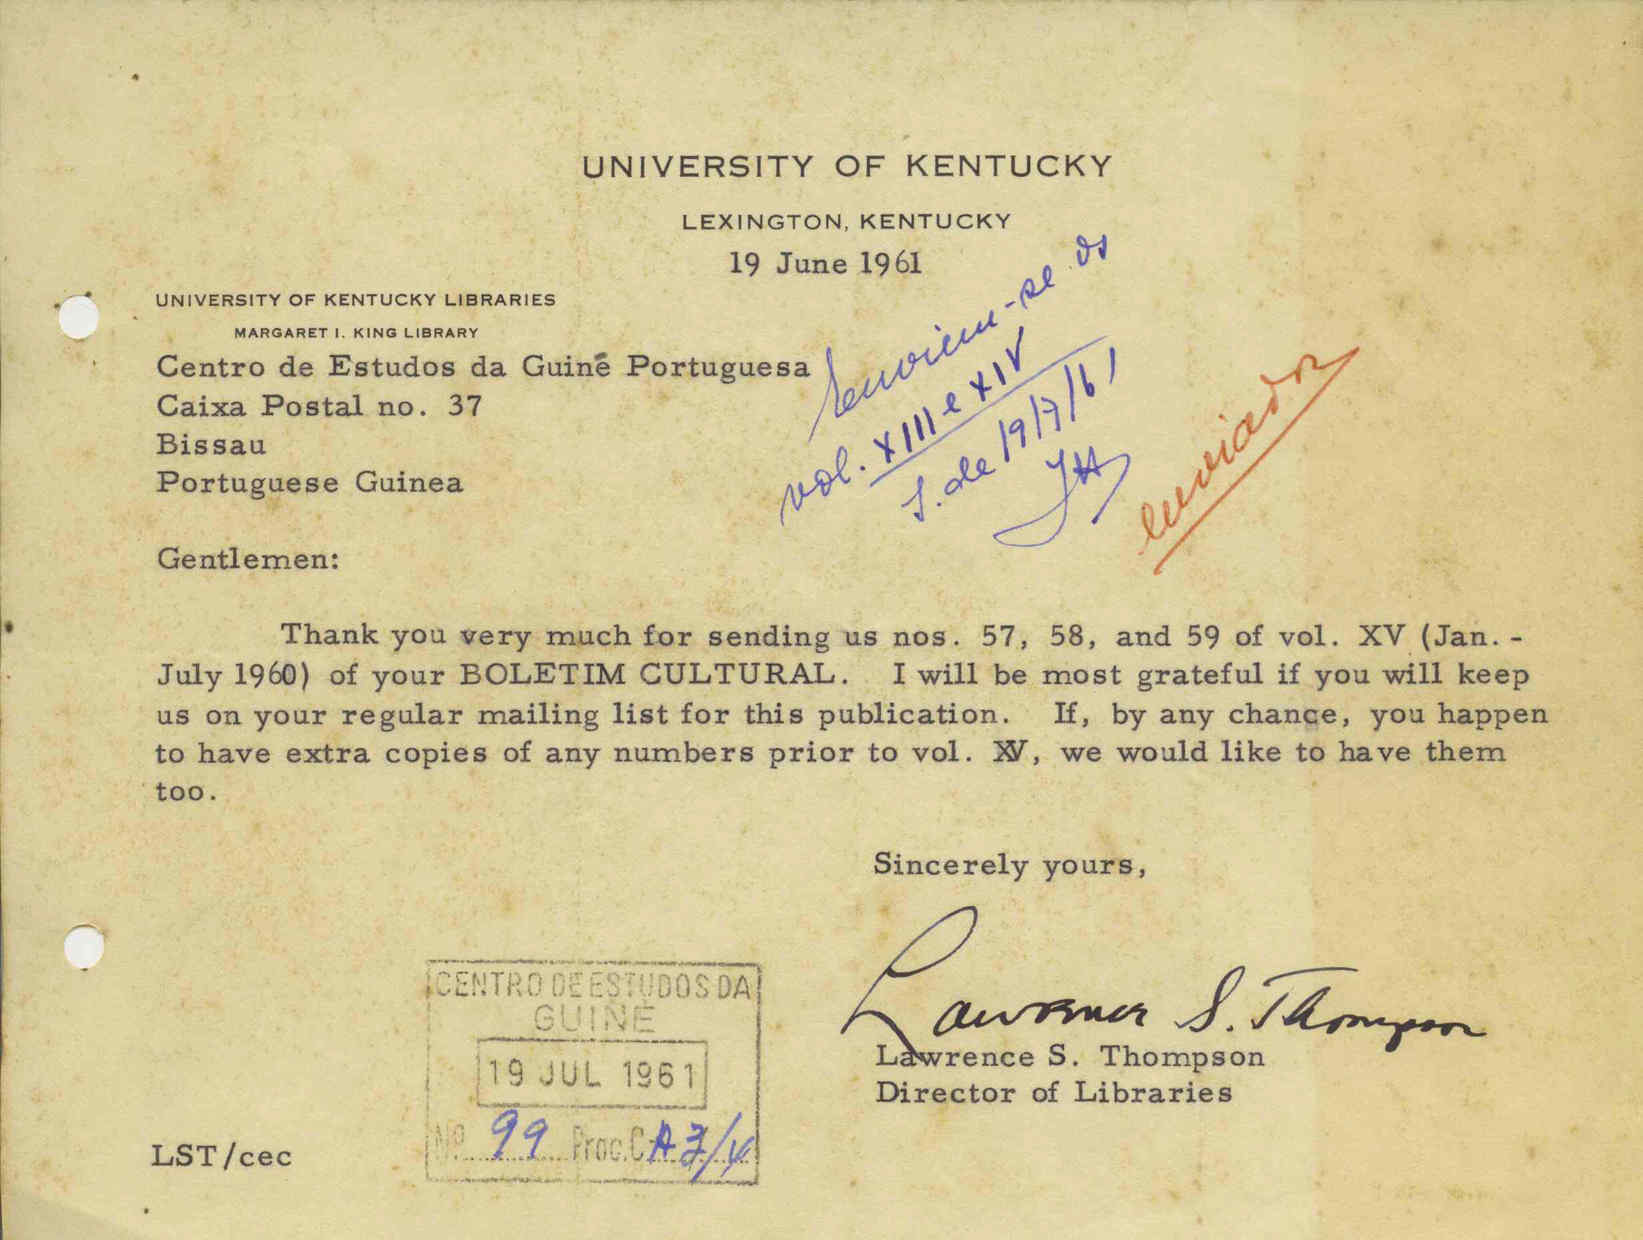 UNIVERSITY OF KENTUCKY
LEXINGTON, KENTUCKY
19 June 1961
UNIVERSITY OF KENTUCKY LIBRARIES
MARGARET I. KING LIBRARY
Centro de Estudos da Guiné Portuguesa
Caixa Postal no. 37
Bissau
Portuguese Guinea
Enviem-se os
vol. XIII e XIV
S. de 19/7/61
enviados
Gentlemen:
Thank you very much for sending us nos. 57, 58, and 59 of vol. XV (Jan. -
July 1960) of your BOLETIM CULTURAL. I will be most grateful if you will keep
us on your regular mailing list for this publication. If, by any chance, you happen
to have extra copies of any numbers prior to vol. XV, we would like to have them
too.
Sincerely yours,
Lawrence S. Thompson
Lawrence S. Thompson
Director of Libraries
CENTRO DE ESTUDOS DA
GUINÉ
19 JUL 1961
Nº 99 Proc. C
LST/cec